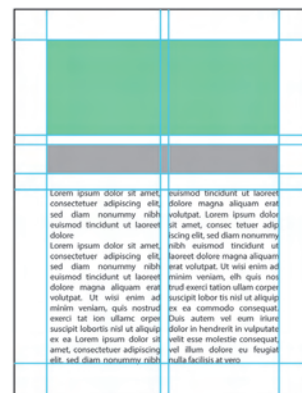 Lorem ipsum dolor sit amet,
consectetuer adipiscing elit,
sed diam nonummy nibh
euismod tincidunt ut laoreet
dolore
Lorem ipsum dolor sit amet,
consectetuer adipiscing elit,
sed diam nonummy nibh
euismod tincidunt ut laoreet
dolore magna aliquam erat
volutpat. Ut wisi enim ad
minim veniam, quis nostrud
exerci tat ion ullamc orper
suscipit lobortis nisl ut aliquip
ex ea Lorem ipsum dolor sit
amet, consectetuer adipiscing
elit, sed diam nonummy nibh
euismod tincidunt ut laoreet
dolore magna aliquam erat
volutpat. Lorem ipsum dolor
sit amet, consec tetuer adip
iscing elit, sed diam nonummy
nibh euismod tincidunt ut
laoreet dolore magna aliquam
erat volutpat. Ut wisi enim ad
minim veniam, elh quis nos
trud exerci tation ullam corper
suscipit lobor tis nisl ut aliquip
ex ea commodo consequat.
Duis autem vel eum iriure
dolor in hendrerit in vulputate
velit esse molestie consequat,
vel illum dolore eu feugiat
nulla facilisis at vero